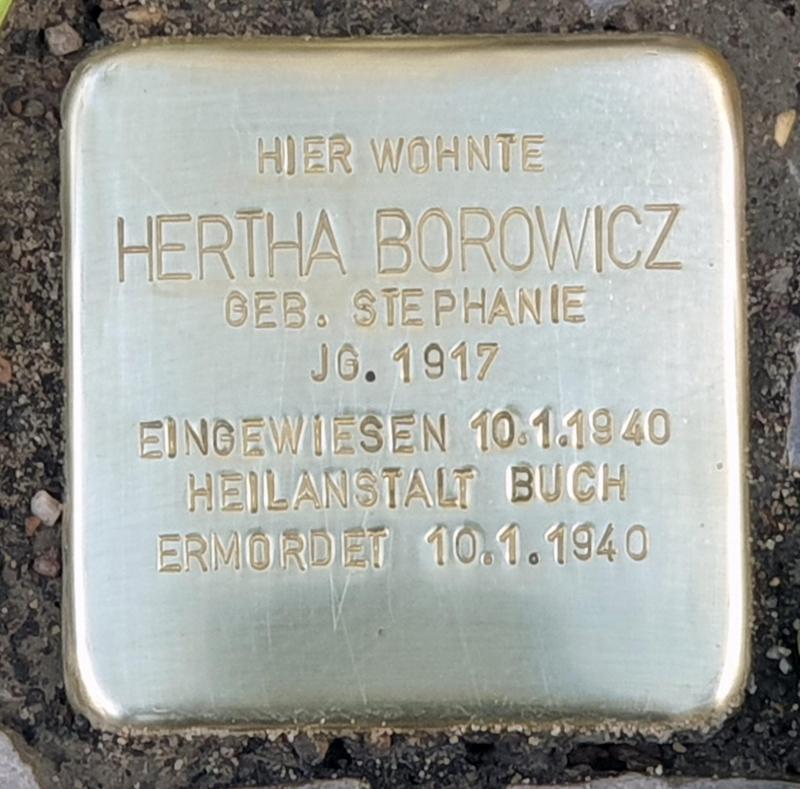 HIER WOHNTE
HERTHA BOROWICZ
GEB. STEPHANIE
JG. 1917
EINGEWIESEN 10.1.1940
HEILANSTALT BUCH
ERMORDET 10.1.1940